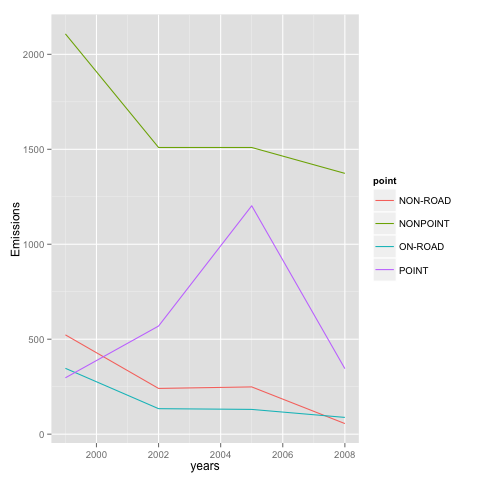 Emissions
2000
1500
1000
500
0
2000
2002
2004
2006
2008
years
point
NON-ROAD
NONPOINT
ON-ROAD
POINT